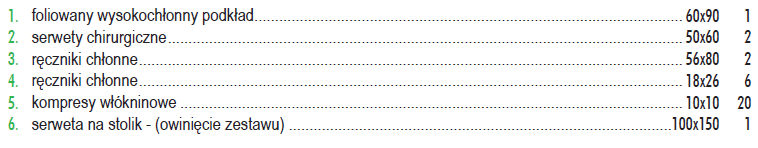 1. foliowany wysokochłonny podkład 60x90 1
2. serwety chirurgiczne 50x60 2
3. ręczniki chłonne 56x80 2
4. ręczniki chłonne 18x26 6
5. kompresy włókninowe 10x10 20
6. serweta na stolik - (owinięcie zestawu) 100x150 1